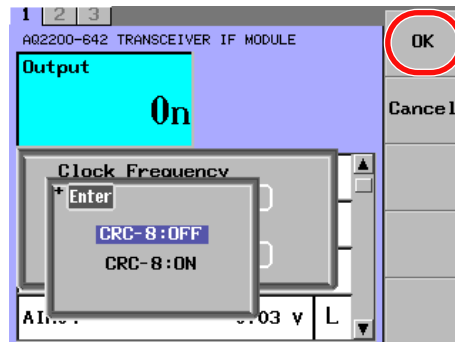 1 2 3
AQ2200-642 TRANSCEIVER IF MODULE
OK
Output
On
Cancel
Clock Frequency
Enter
CRC-8:OFF
CRC-8:ON
.03 v L